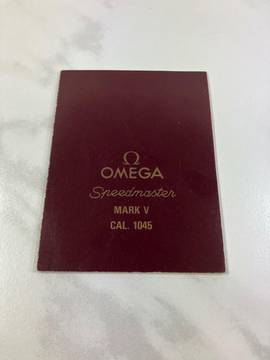 Ω
OMEGA
Speedmaster
MARK V
CAL. 1045